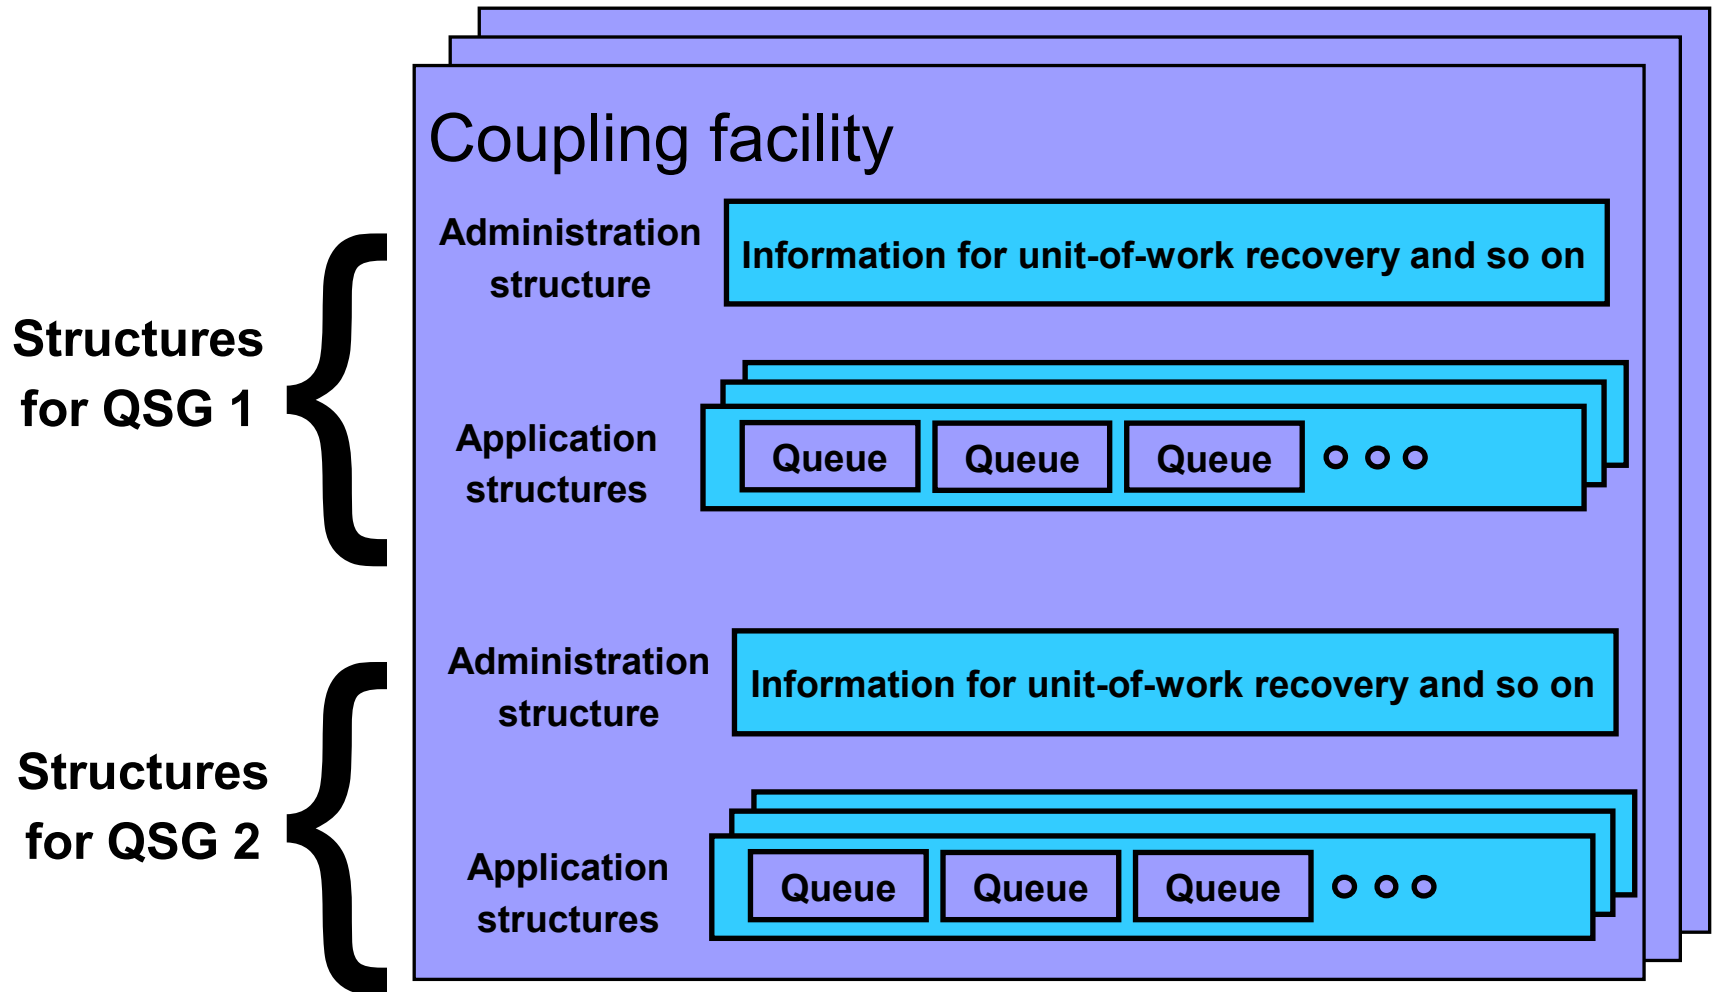 Coupling facility
Structures
for QSG 1
Administration
structure
Information for unit-of-work recovery and so on
Application
structures
Queue Queue Queue
Structures
for QSG 2
Administration
structure
Information for unit-of-work recovery and so on
Application
structures
Queue Queue Queue